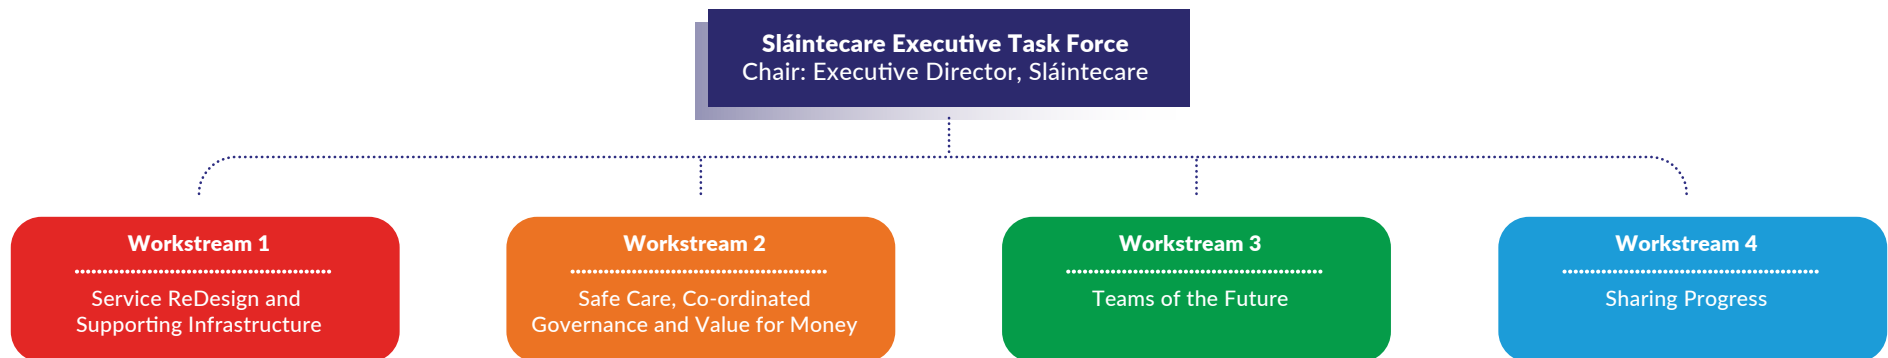 Sláintecare Executive Task Force
Chair: Executive Director, Sláintecare
Workstream 1
Service ReDesign and
Supporting Infrastructure
Workstream 2
Safe Care, Co-ordinated
Governance and Value for Money
Workstream 3
Teams of the Future
Workstream 4
Sharing Progress